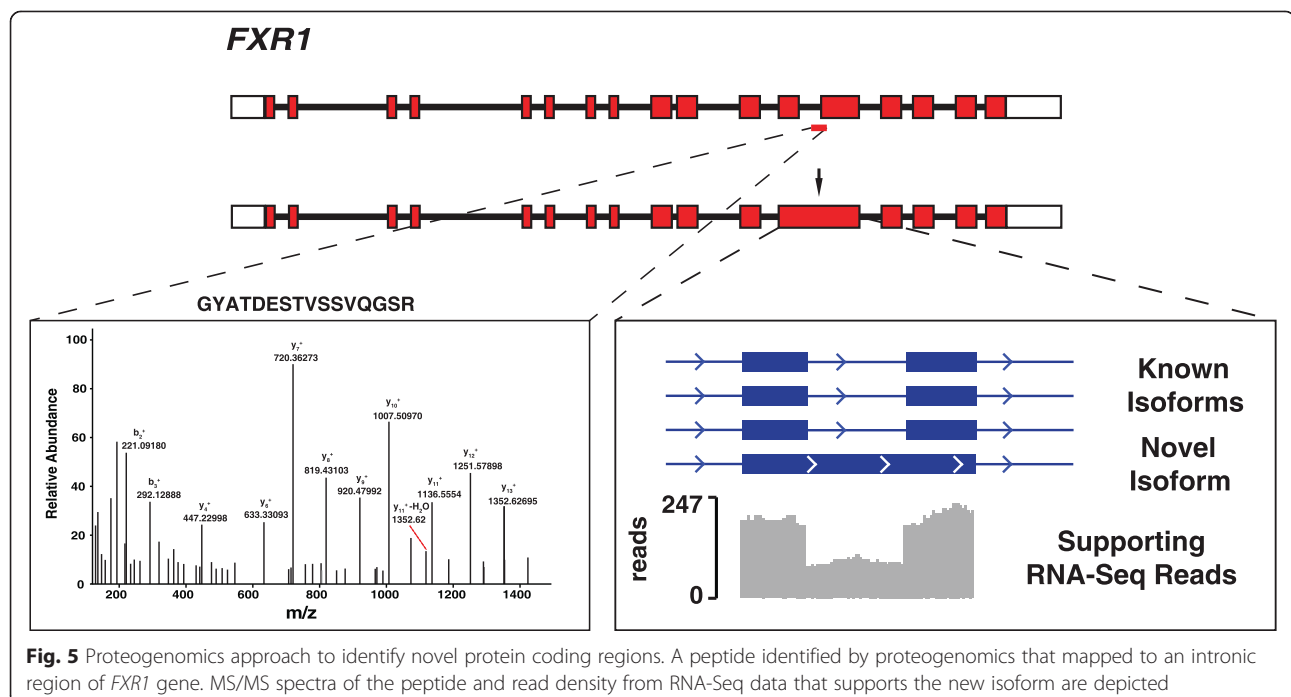 FXR1
GYATDESTVSSVQGSR
Relative Abundance
100
80
60
40
20
0
200
400
600
800
1000
1200
1400
m/z
b2+
221.09180
b3+
292.12888
y4+
447.22998
y6+
633.33093
y7+
720.36273
y8+
819.43103
y9+
920.47992
y10+
1007.50970
y11+-H2O
1352.62
y11+
1136.5554
y12+
1251.57898
y13+
1352.62695
Known
Isoforms
Novel
Isoform
247
reads
0
Supporting
RNA-Seq Reads
Fig. 5 Proteogenomics approach to identify novel protein coding regions. A peptide identified by proteogenomics that mapped to an intronic
region of FXR1 gene. MS/MS spectra of the peptide and read density from RNA-Seq data that supports the new isoform are depicted